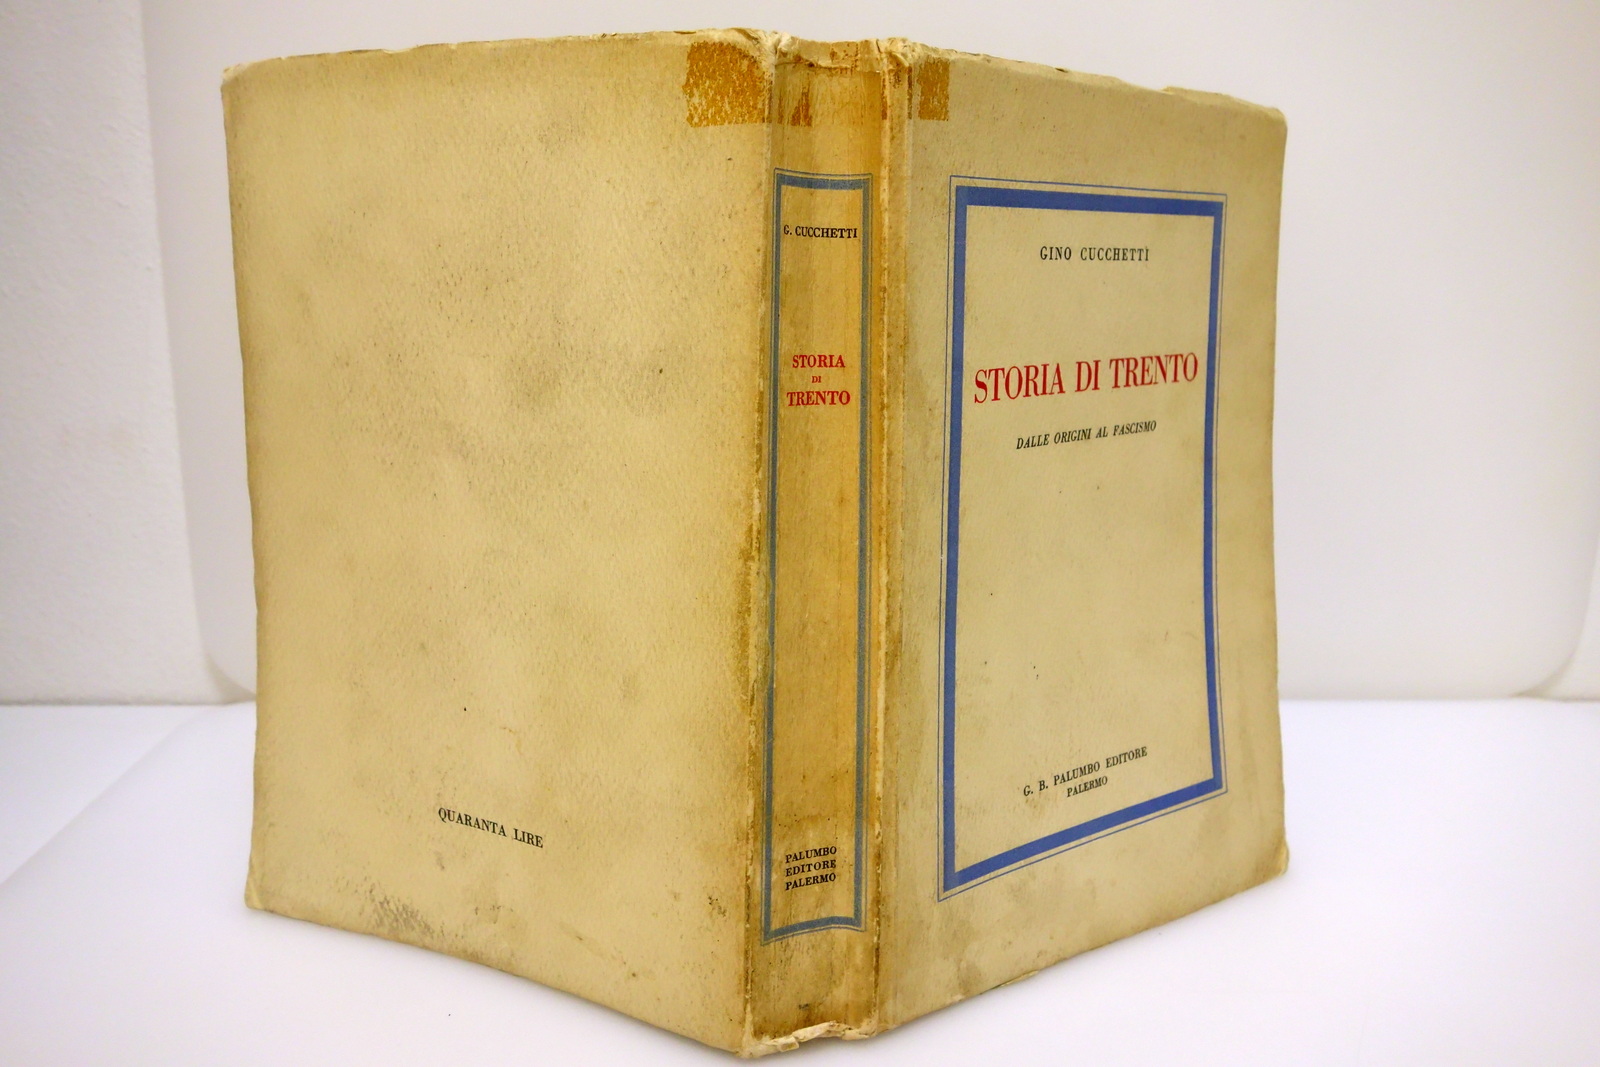 GINO CUCCHETTI
STORIA DI TRENTO
DALLE ORIGINI AL FASCISMO
G. B. PALUMBO EDITORE
PALERMO
G. CUCCHETTI
STORIA
DI
TRENTO
PALUMBO
EDITORE
PALERMO
QUARANTA LIRE